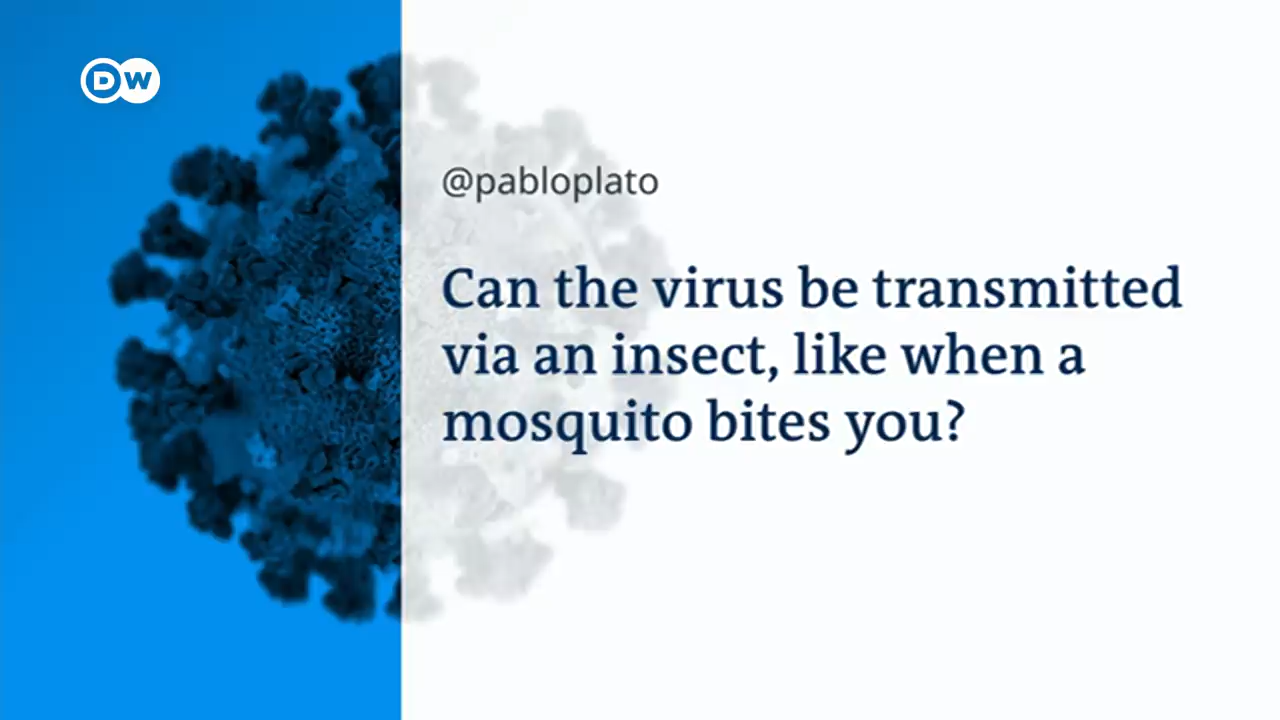 DW
@pabloplato
Can the virus be transmitted
via an insect, like when a
mosquito bites you?